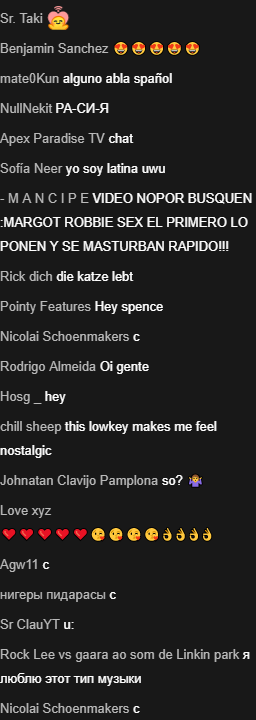 Sr. Taki
Benjamin Sanchez 😍😍😍😍😍
mate0Kun alguno abla spañol
NullNekit РА-СИ-Я
Apex Paradise TV chat
Sofía Neer yo soy latina uwu
- M A N C I P E VIDEO NOPOR BUSQUEN
:MARGOT ROBBIE SEX EL PRIMERO LO
PONEN Y SE MASTURBAN RAPIDO!!!
Rick dich die katze lebt
Pointy Features Hey spence
Nicolai Schoenmakers c
Rodrigo Almeida Oi gente
Hosg _ hey
chill sheep this lowkey makes me feel
nostalgic
Johnatan Clavijo Pamplona so? 🤷‍♀️
Love xyz
❤❤❤❤❤😘😘😘😘👌👌👌👌
Agw11 c
нигеры пидарасы c
Sr ClauYT u:
Rock Lee vs gaara ao som de Linkin park я
люблю этот тип музыки
Nicolai Schoenmakers c